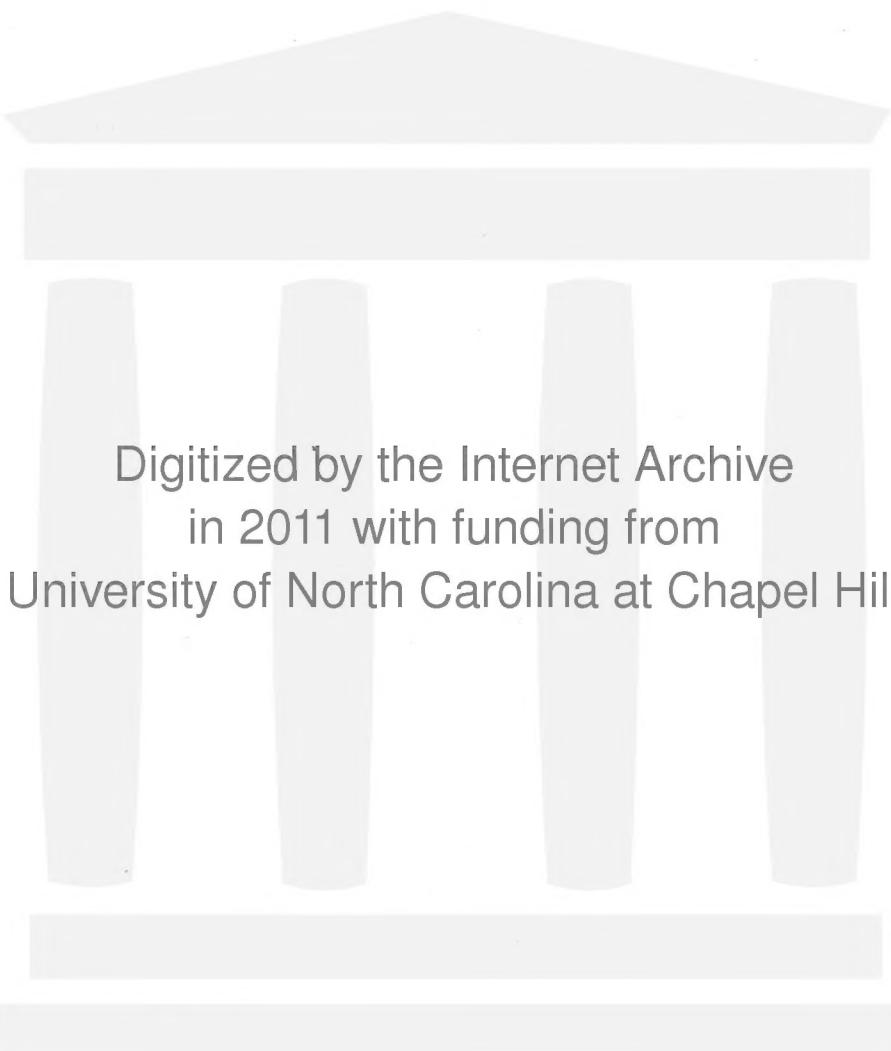 Digitized by the Internet Archive
in 2011 with funding from
University of North Carolina at Chapel Hil